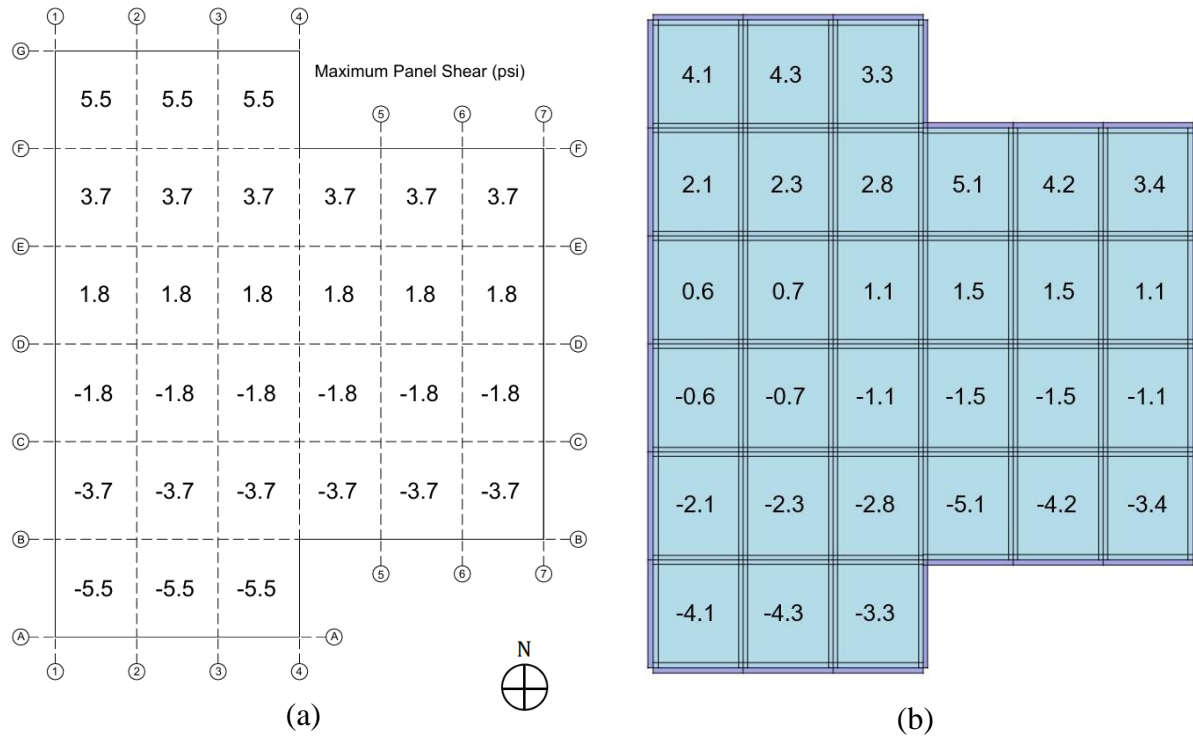 1 2 3 4
G
Maximum Panel Shear (psi)
5.5 5.5 5.5
5 6 7
F F
3.7 3.7 3.7 3.7 3.7 3.7
E E
1.8 1.8 1.8 1.8 1.8 1.8
D D
-1.8 -1.8 -1.8 -1.8 -1.8 -1.8
C C
-3.7 -3.7 -3.7 -3.7 -3.7 -3.7
B B
5 6 7
-5.5 -5.5 -5.5
A A
1 2 3 4
N
(a)
4.1 4.3 3.3
2.1 2.3 2.8 5.1 4.2 3.4
0.6 0.7 1.1 1.5 1.5 1.1
-0.6 -0.7 -1.1 -1.5 -1.5 -1.1
-2.1 -2.3 -2.8 -5.1 -4.2 -3.4
-4.1 -4.3 -3.3
(b)